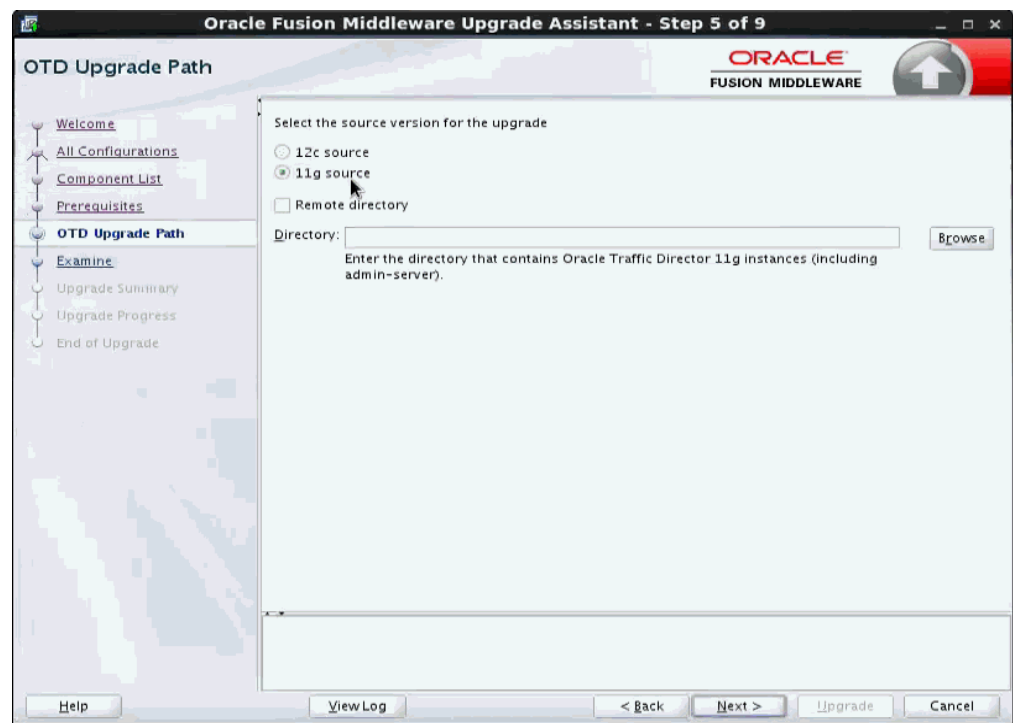 Oracle Fusion Middleware Upgrade Assistant - Step 5 of 9
OTD Upgrade Path
ORACLE
FUSION MIDDLEWARE
Welcome
All Configurations
Component List
Prerequisites
OTD Upgrade Path
Examine
Upgrade Summary
Upgrade Progress
End of Upgrade
Select the source version for the upgrade
12c source
11g source
Remote directory
Directory:
Browse
Enter the directory that contains Oracle Traffic Director 11g instances (including
admin-server).
Help
View Log
< Back
Next >
Upgrade
Cancel